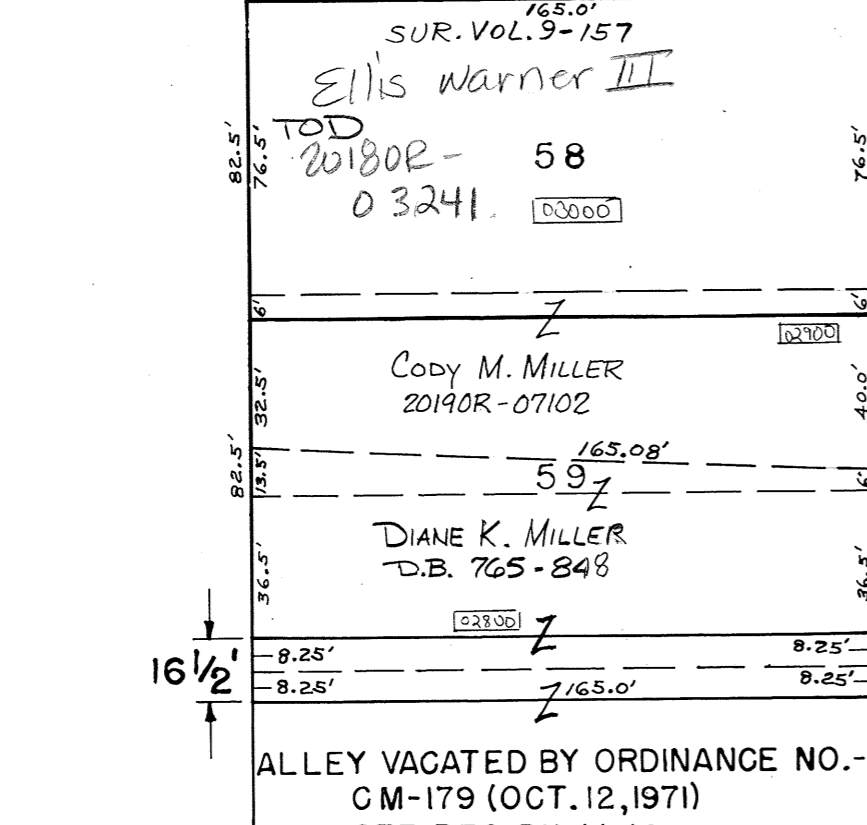 165.0'
SUR. VOL. 9-157
Ellis Warner III
TOD
20180R-
03241.
58
03000
82.5'
76.5'
76.5'
6'
6'
Z
02900
CODY M. MILLER
20190R-07102
32.5'
40.0'
82.5'
13.5'
165.08'
59
Z
6'
DIANE K. MILLER
D.B. 765-848
36.5'
36.5'
02800
Z
16 1/2'
8.25'
8.25'
8.25'
8.25'
Z
165.0'
ALLEY VACATED BY ORDINANCE NO.-
CM-179 (OCT. 12, 1971)